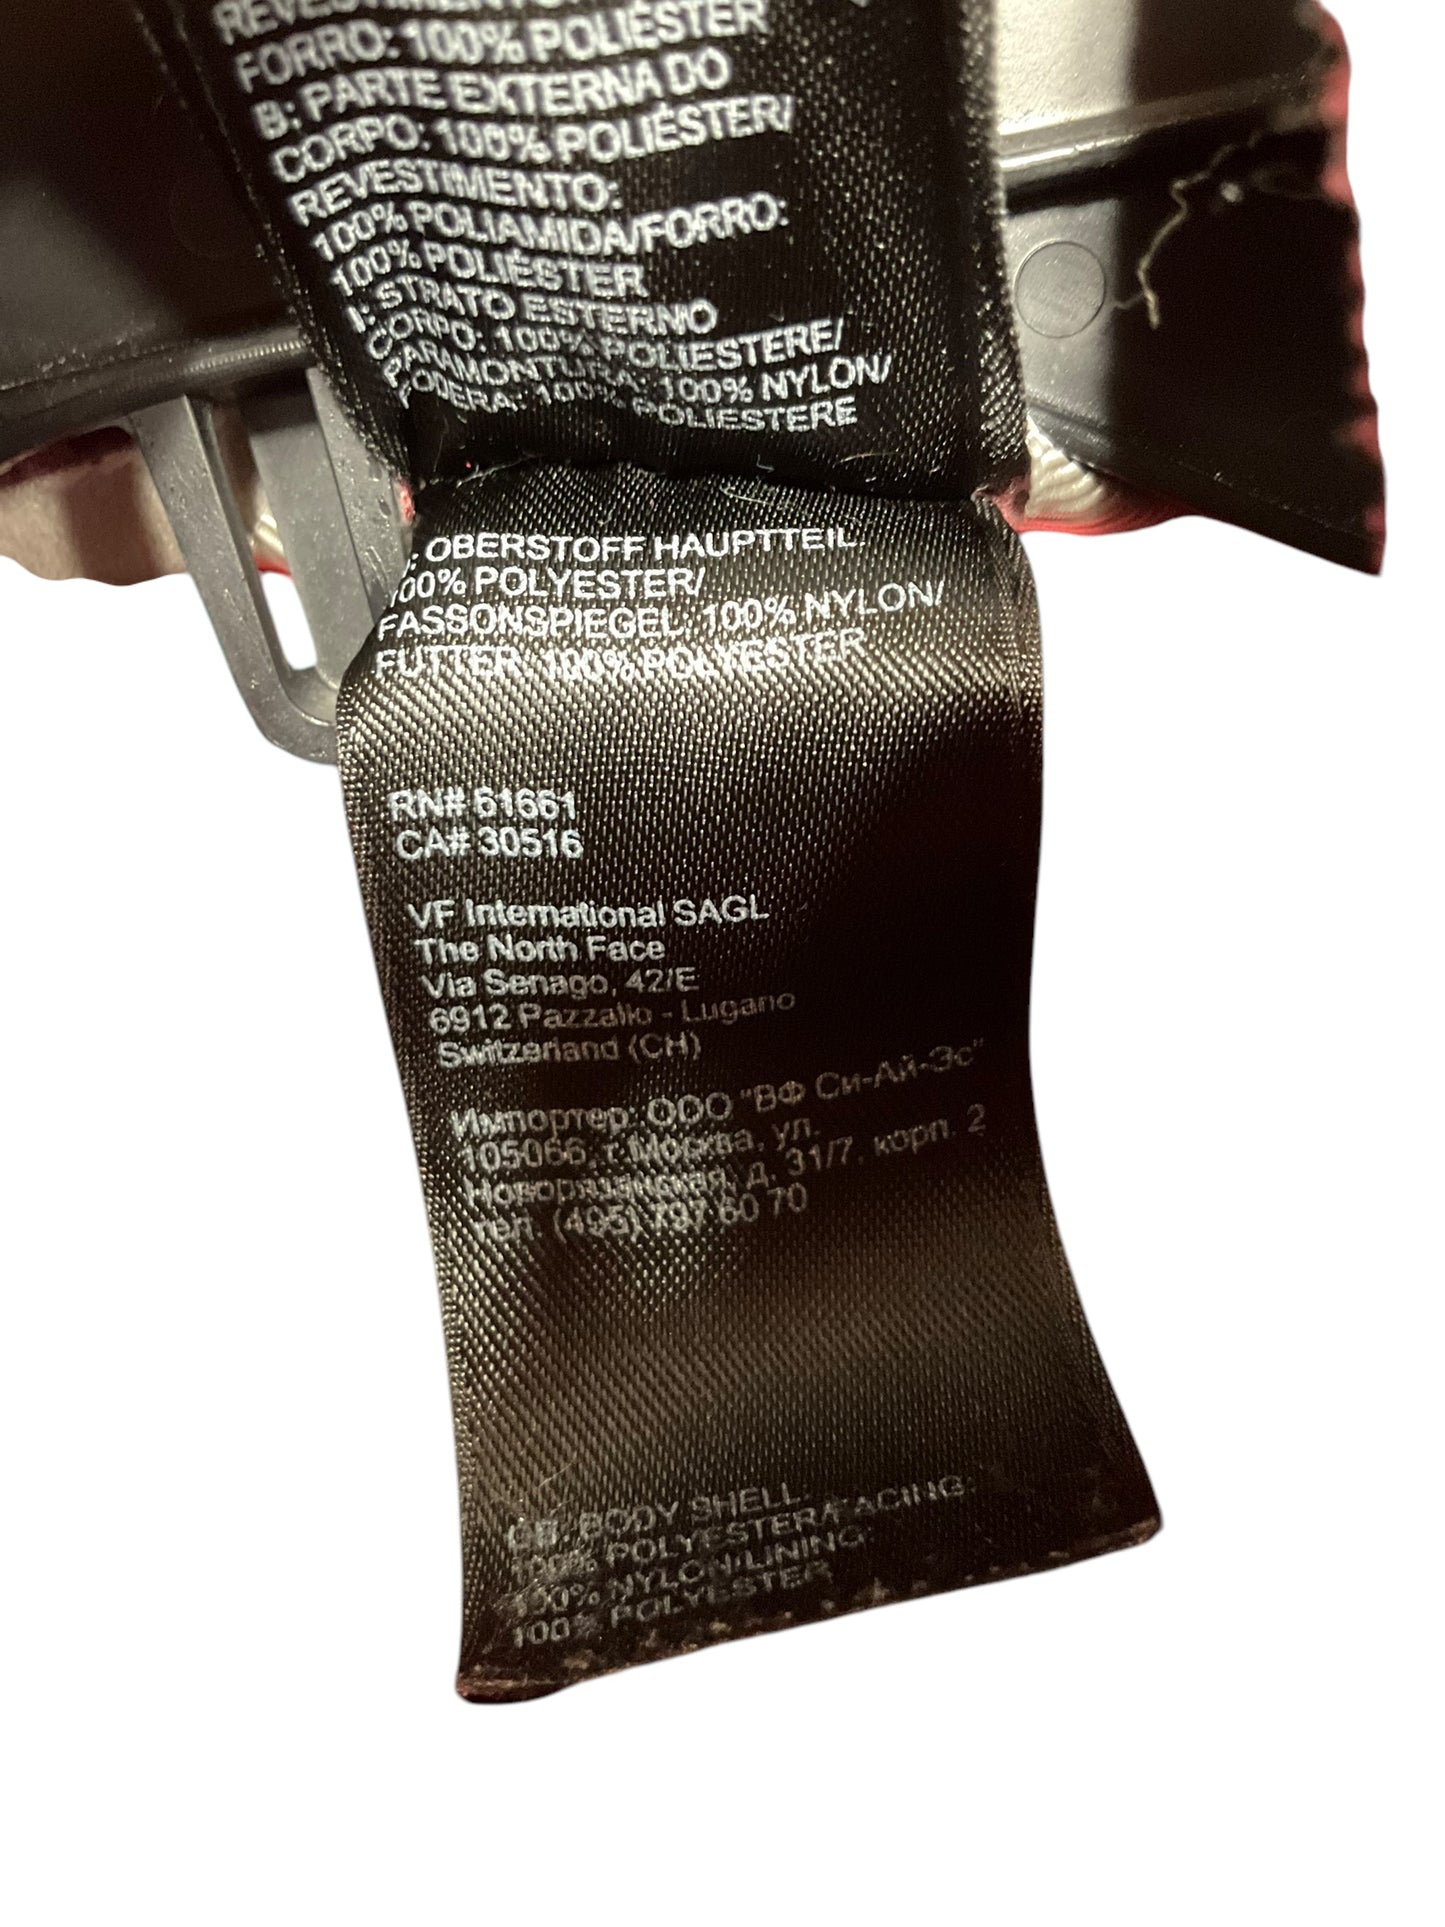 REVESTIMENTO
FORRO: 100% POLIÉSTER
B: PARTE EXTERNA DO
CORPO: 100% POLIÉSTER/
REVESTIMENTO:
100% POLIAMIDA/FORRO:
100% POLIÉSTER
I: STRATO ESTERNO
CORPO: 100% POLIESTERE/
PARAMONTURA: 100% NYLON/
FODERA: 100% POLIESTERE
: OBERSTOFF HAUPTTEIL:
100% POLYESTER/
FASSONSPIEGEL: 100% NYLON/
FUTTER: 100% POLYESTER
RN# 61661
CA# 30516
VF International SAGL
The North Face
Via Senago, 42/E
6912 Pazzallo - Lugano
Switzerland (CH)
Импортер: ООО "ВФ Си-Ай-Эс"
105066, г. Москва, ул.
Новорязанская, д. 31/7, корп. 2
тел. (495) 797 60 70
GB: BODY SHELL:
100% POLYESTER/FACING:
100% NYLON/LINING:
100% POLYESTER